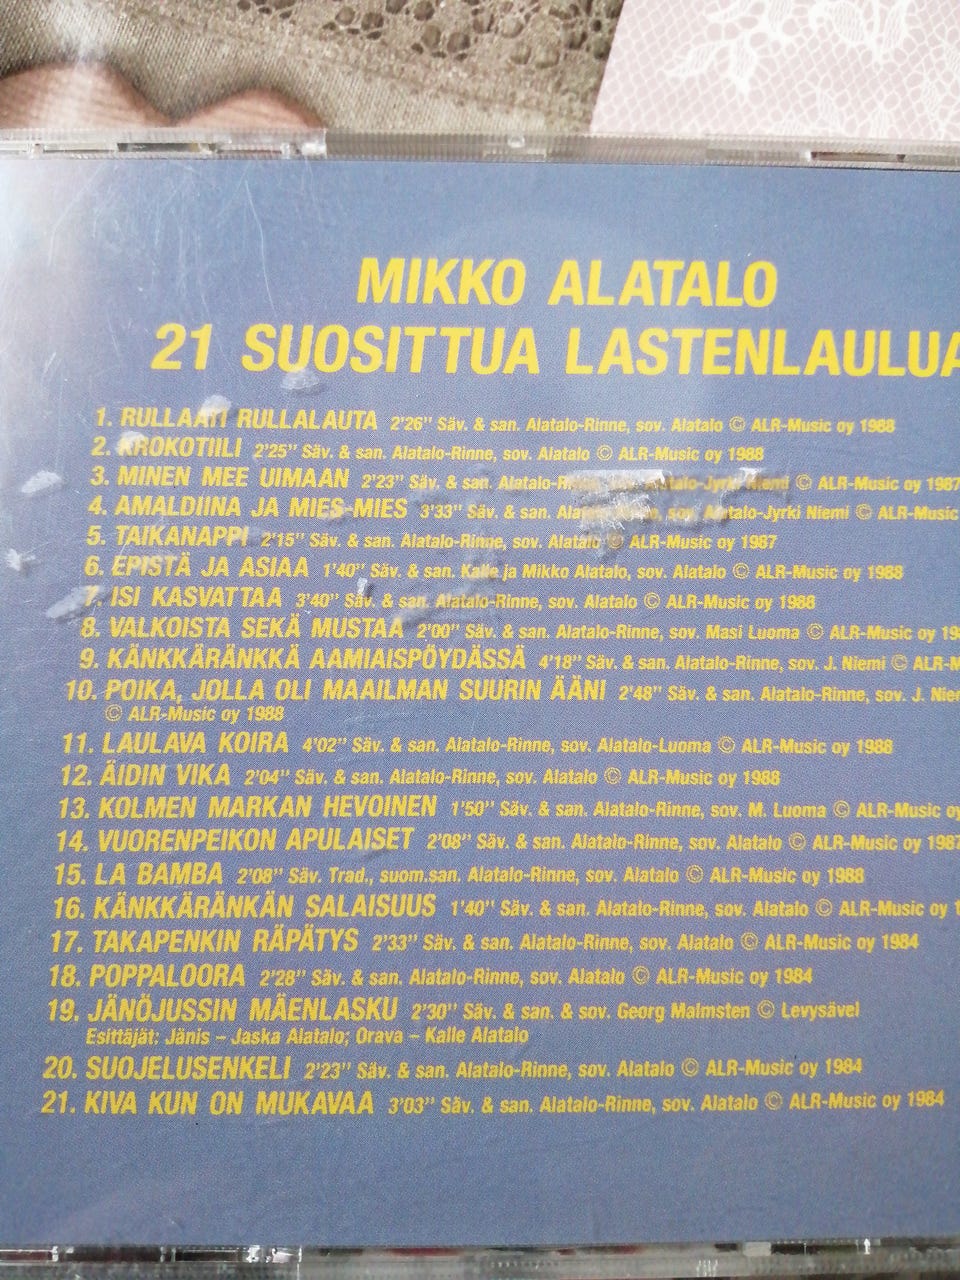 MIKKO ALATALO
21 SUOSITTUA LASTENLAULUA
1. RULLAATI RULLALAUTA 2'26" Säv. & san. Alatalo-Rinne, sov. Alatalo © ALR-Music oy 1988
2. KROKOTIILI 2'25" Säv. & san. Alatalo-Rinne, sov. Alatalo © ALR-Music oy 1988
3. MINEN MEE UIMAAN 2'23" Säv. & san. Alatalo-Jyrki Niemi © ALR-Music oy 1987
4. AMALDIINA JA MIES-MIES 3'33" Säv. & san. sov. Alatalo-Jyrki Niemi © ALR-Music
5. TAIKANAPPI 2'15" Säv. & san. Alatalo-Rinne, sov. Alatalo © ALR-Music oy 1987
6. EPISTÄ JA ASIAA 1'40" Säv. & san. Kalle ja Mikko Alatalo, sov. Alatalo © ALR-Music oy 1988
7. ISI KASVATTAA 3'40" Säv. & san. Alatalo-Rinne, sov. Alatalo © ALR-Music oy 1988
8. VALKOISTA SEKÄ MUSTAA 2'00" Säv. & san. Alatalo-Rinne, sov. Masi Luoma © ALR-Music oy
9. KÄNKKÄRÄNKKÄ AAMIAISPÖYDÄSSÄ 4'18" Säv. & san. Alatalo-Rinne, sov. J. Niemi © ALR-M
10. POIKA, JOLLA OLI MAAILMAN SUURIN ÄÄNI 2'48" Säv. & san. Alatalo-Rinne, sov. J. Nie
© ALR-Music oy 1988
11. LAULAVA KOIRA 4'02" Säv. & san. Alatalo-Rinne, sov. Alatalo-Luoma © ALR-Music oy 1988
12. ÄIDIN VIKA 2'04" Säv. & san. Alatalo-Rinne, sov. Alatalo © ALR-Music oy 1988
13. KOLMEN MARKAN HEVOINEN 1'50" Säv. & san. Alatalo-Rinne, sov. M. Luoma © ALR-Music oy
14. VUORENPEIKON APULAISET 2'08" Säv. & san. Alatalo-Rinne, sov. Alatalo © ALR-Music oy 1987
15. LA BAMBA 2'08" Säv. Trad., suom.san. Alatalo-Rinne, sov. Alatalo © ALR-Music oy 1988
16. KÄNKKÄRÄNKÄN SALAISUUS 1'40" Säv. & san. Alatalo-Rinne, sov. Alatalo © ALR-Music oy
17. TAKAPENKIN RÄPÄTYS 2'33" Säv. & san. Alatalo-Rinne, sov. Alatalo © ALR-Music oy 1984
18. POPPALOORA 2'28" Säv. & san. Alatalo-Rinne, sov. Alatalo © ALR-Music oy 1984
19. JÄNÖJUSSIN MÄENLASKU 2'30" Säv. & san. & sov. Georg Malmsten © Levysävel
Esittäjät: Jänis – Jaska Alatalo; Orava – Kalle Alatalo
20. SUOJELUSENKELI 2'23" Säv. & san. Alatalo-Rinne, sov. Alatalo © ALR-Music oy 1984
21. KIVA KUN ON MUKAVAA 3'03" Säv. & san. Alatalo-Rinne, sov. Alatalo © ALR-Music oy 1984